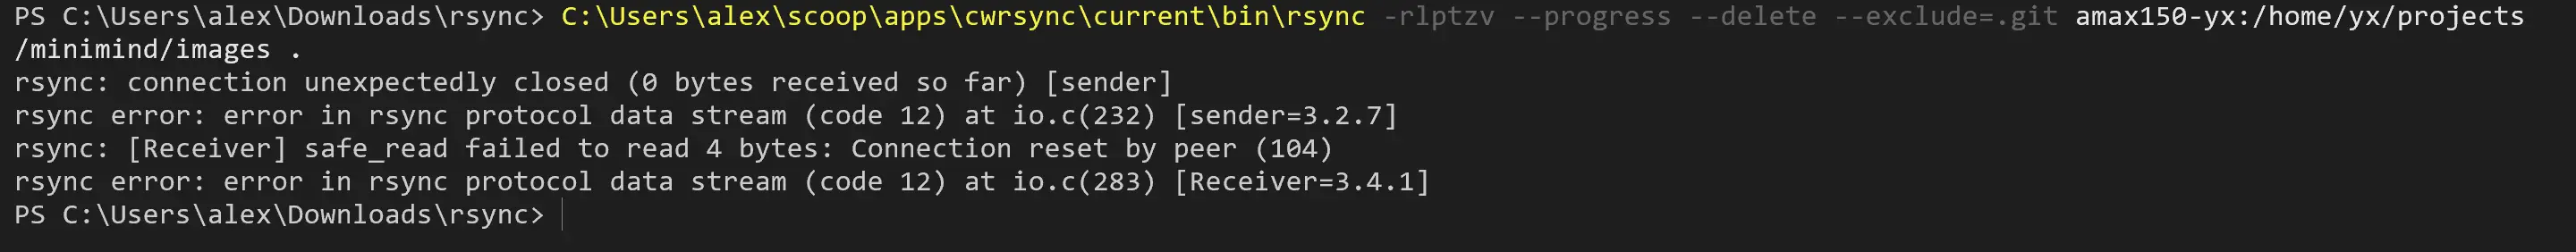 PS C:\Users\alex\Downloads\rsync> C:\Users\alex\scoop\apps\cwrsync\current\bin\rsync -rlptzv --progress --delete --exclude=.git amax150-yx:/home/yx/projects
/minimind/images .
rsync: connection unexpectedly closed (0 bytes received so far) [sender]
rsync error: error in rsync protocol data stream (code 12) at io.c(232) [sender=3.2.7]
rsync: [Receiver] safe_read failed to read 4 bytes: Connection reset by peer (104)
rsync error: error in rsync protocol data stream (code 12) at io.c(283) [Receiver=3.4.1]
PS C:\Users\alex\Downloads\rsync>